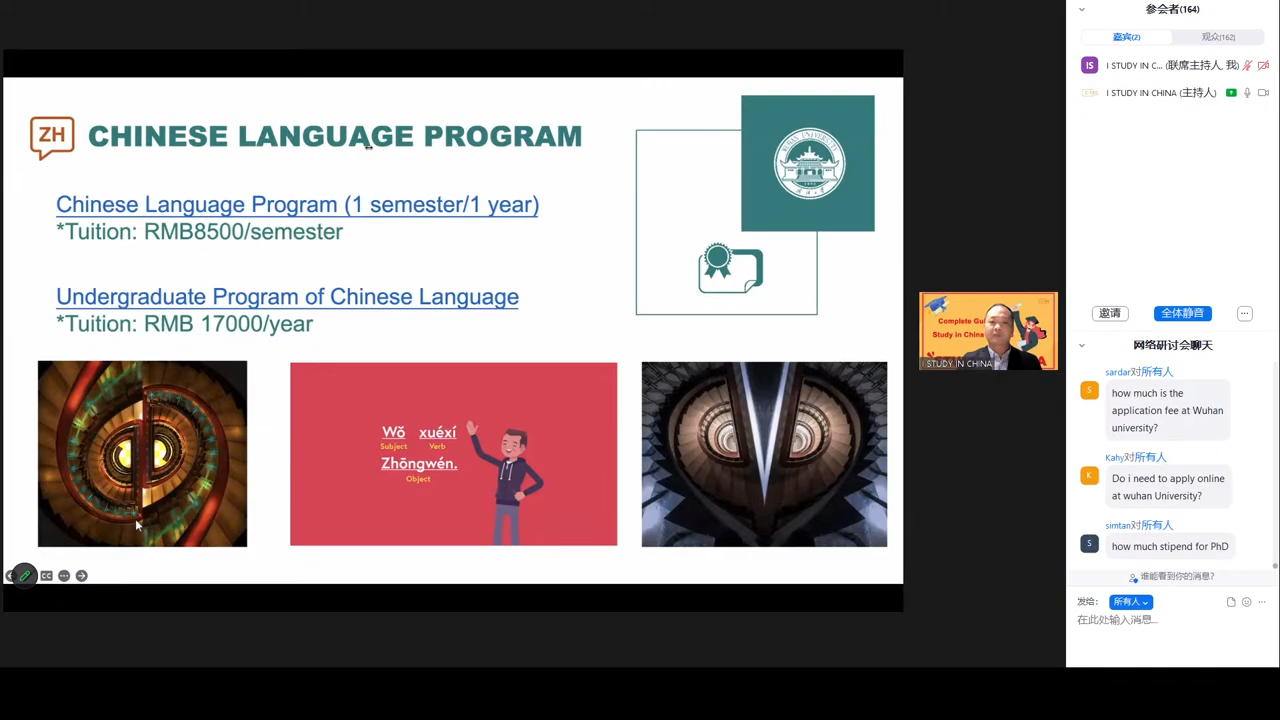 ZH
CHINESE LANGUAGE PROGRAM
Chinese Language Program (1 semester/1 year)
*Tuition: RMB8500/semester
Undergraduate Program of Chinese Language
*Tuition: RMB 17000/year
WUHAN UNIVERSITY
Wǒ xuéxí
Subject Verb
Zhōngwén.
Object
CC
Complete Gui
Study in China
I STUDY IN CHINA
参会者(164)
嘉宾(2)
观众(162)
IS
I STUDY IN C... (联席主持人, 我)
I STUDY IN CHINA (主持人)
邀请
全体静音
...
网络研讨会聊天
sardar对所有人
S
how much is the
application fee at Wuhan
university?
Kahy对所有人
K
Do i need to apply online
at wuhan University?
simtan对所有人
S
how much stipend for PhD
谁能看到你的消息?
发给:
所有人
...
在此处输入消息...